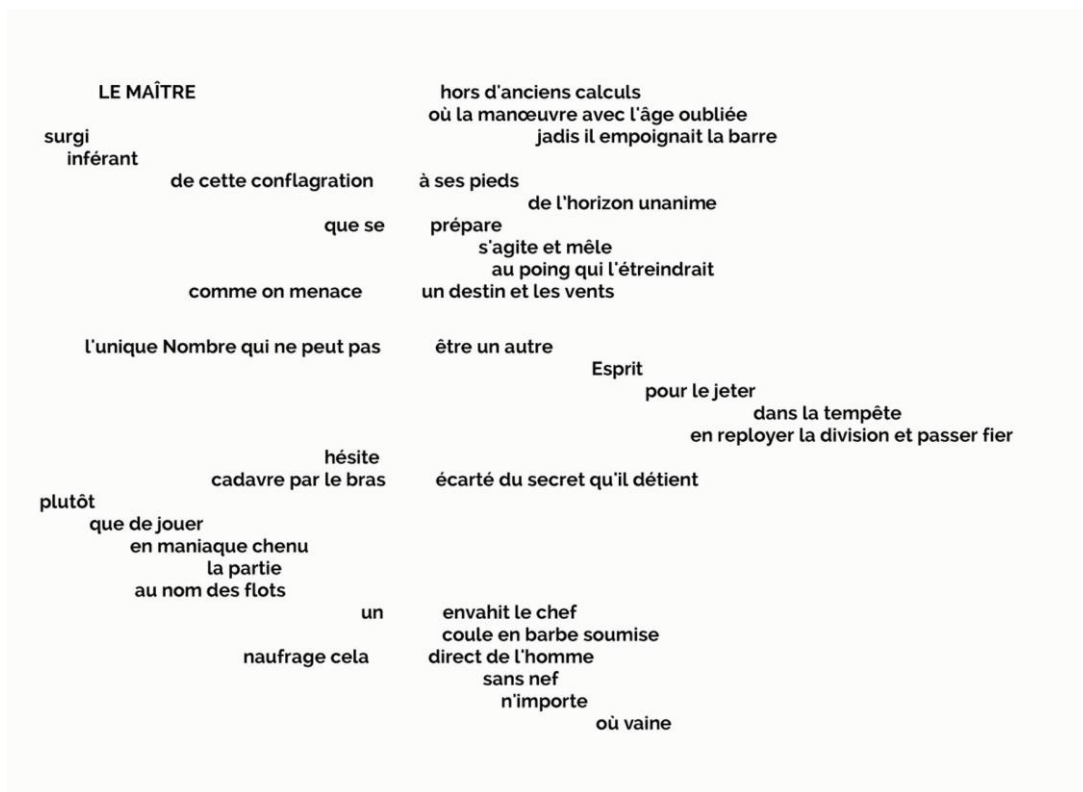 LE MAÎTRE hors d'anciens calculs
où la manœuvre avec l'âge oubliée
surgi jadis il empoignait la barre
inférant
de cette conflagration à ses pieds
de l'horizon unanime
que se prépare
s'agite et mêle
au poing qui l'étreindrait
comme on menace un destin et les vents
l'unique Nombre qui ne peut pas être un autre
Esprit
pour le jeter
dans la tempête
en reployer la division et passer fier
hésite
cadavre par le bras écarté du secret qu'il détient
plutôt
que de jouer
en maniaque chenu
la partie
au nom des flots
un envahit le chef
coule en barbe soumise
naufrage cela direct de l'homme
sans nef
n'importe
où vaine